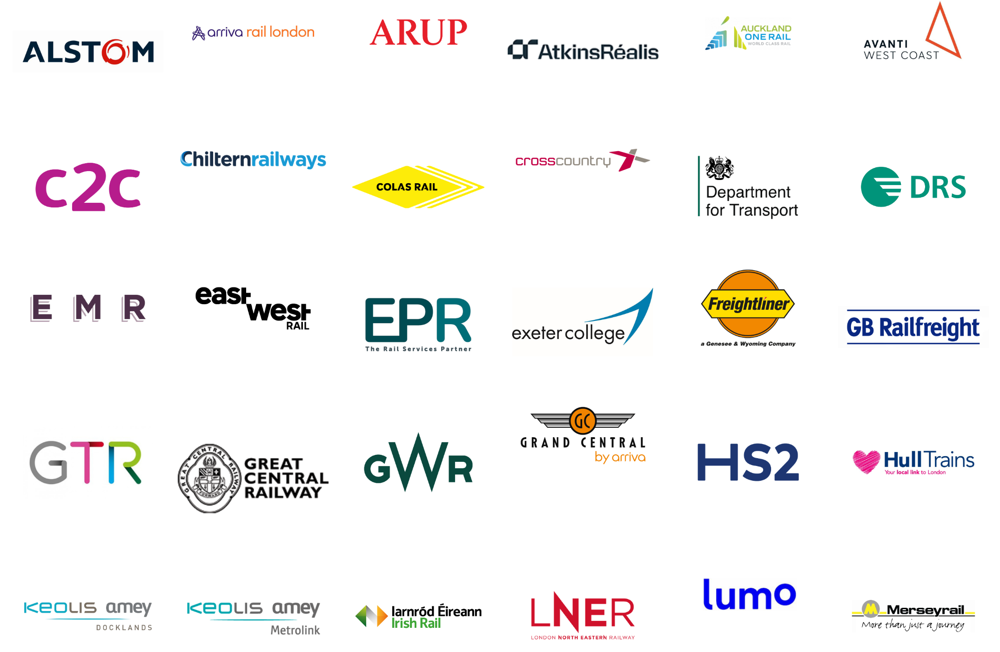 ALSTOM
arriva rail london
ARUP
AtkinsRéalis
AUCKLAND
ONE RAIL
WORLD CLASS RAIL
AVANTI
WEST COAST
c2c
Chilternrailways
COLAS RAIL
crosscountry
Department
for Transport
DRS
EMR
east
west
RAIL
EPR
The Rail Services Partner
exeter college
Freightliner
a Genesee & Wyoming Company
GB Railfreight
GTR
GREAT CENTRAL RAILWAY
FORWARD
GREAT
CENTRAL
RAILWAY
GWR
GC
GRAND CENTRAL
by arriva
HS2
Hull Trains
Your local link to London
KEOLIS amey
DOCKLANDS
KEOLIS amey
Metrolink
Iarnród Éireann
Irish Rail
LNER
LONDON NORTH EASTERN RAILWAY
lumo
M Merseyrail
More than just a journey